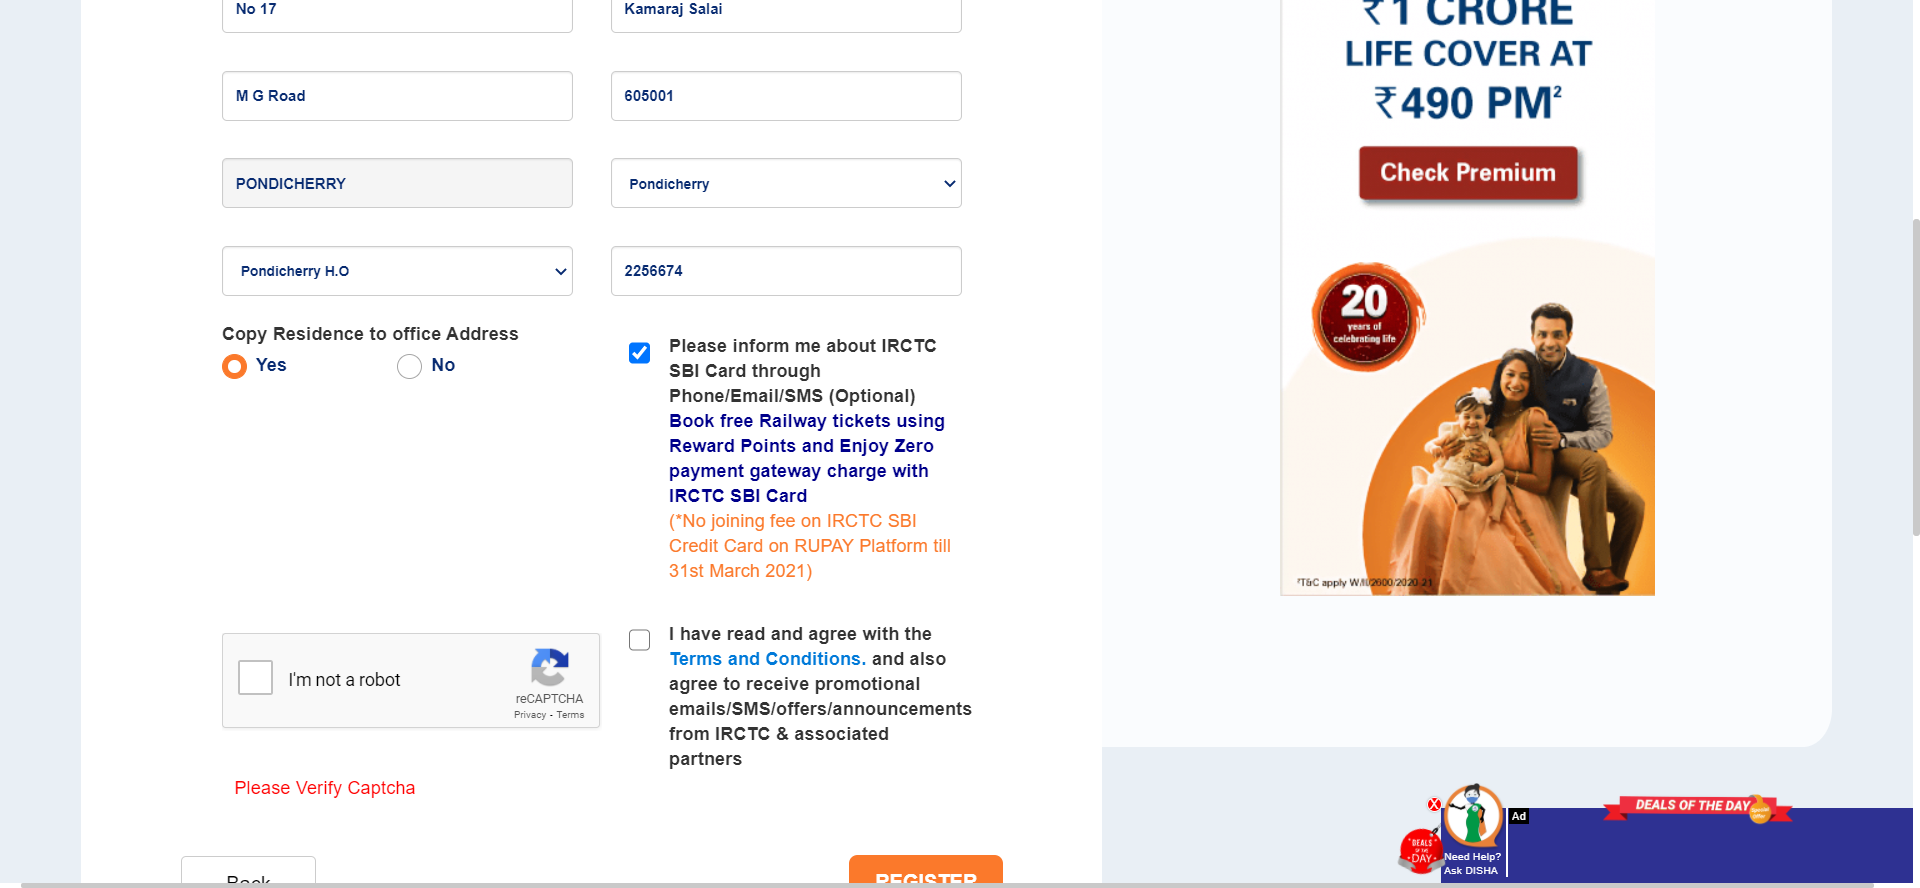 No 17
Kamaraj Salai
M G Road
605001
PONDICHERRY
Pondicherry
Pondicherry H.O
2256674
Copy Residence to office Address
Yes
No
Please inform me about IRCTC
SBI Card through
Phone/Email/SMS (Optional)
Book free Railway tickets using
Reward Points and Enjoy Zero
payment gateway charge with
IRCTC SBI Card
(*No joining fee on IRCTC SBI
Credit Card on RUPAY Platform till
31st March 2021)
I'm not a robot
reCAPTCHA
Privacy - Terms
I have read and agree with the
Terms and Conditions. and also
agree to receive promotional
emails/SMS/offers/announcements
from IRCTC & associated
partners
Please Verify Captcha
Back
REGISTER
₹1 CRORE
LIFE COVER AT
₹490 PM²
Check Premium
20
years of
celebrating life
T&C apply W/II/2600/2020-21
X
DEALS
OF THE
DAY
Need Help?
Ask DISHA
Ad
DEALS OF THE DAY